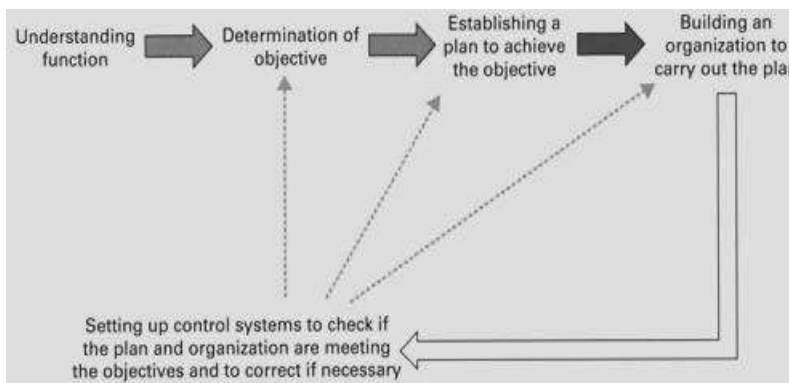 Understanding
function
Determination of
objective
Establishing a
plan to achieve
the objective
Building an
organization to
carry out the plan
Setting up control systems to check if
the plan and organization are meeting
the objectives and to correct if necessary